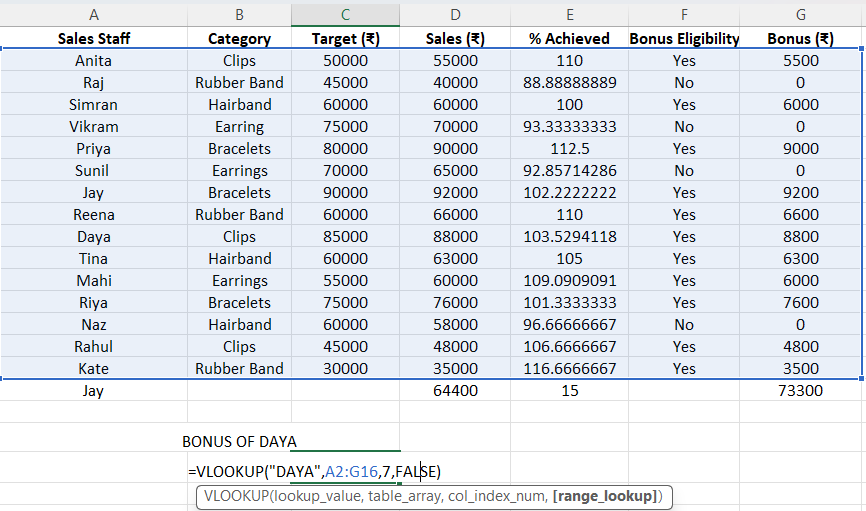 A B C D E F G
Sales Staff Category Target (₹) Sales (₹) % Achieved Bonus Eligibility Bonus (₹)
Anita Clips 50000 55000 110 Yes 5500
Raj Rubber Band 45000 40000 88.88888889 No 0
Simran Hairband 60000 60000 100 Yes 6000
Vikram Earring 75000 70000 93.33333333 No 0
Priya Bracelets 80000 90000 112.5 Yes 9000
Sunil Earrings 70000 65000 92.85714286 No 0
Jay Bracelets 90000 92000 102.2222222 Yes 9200
Reena Rubber Band 60000 66000 110 Yes 6600
Daya Clips 85000 88000 103.5294118 Yes 8800
Tina Hairband 60000 63000 105 Yes 6300
Mahi Earrings 55000 60000 109.0909091 Yes 6000
Riya Bracelets 75000 76000 101.3333333 Yes 7600
Naz Hairband 60000 58000 96.66666667 No 0
Rahul Clips 45000 48000 106.6666667 Yes 4800
Kate Rubber Band 30000 35000 116.6666667 Yes 3500
Jay 64400 15 73300
BONUS OF DAYA
=VLOOKUP("DAYA",A2:G16,7,FALSE)
VLOOKUP(lookup_value, table_array, col_index_num, [range_lookup])